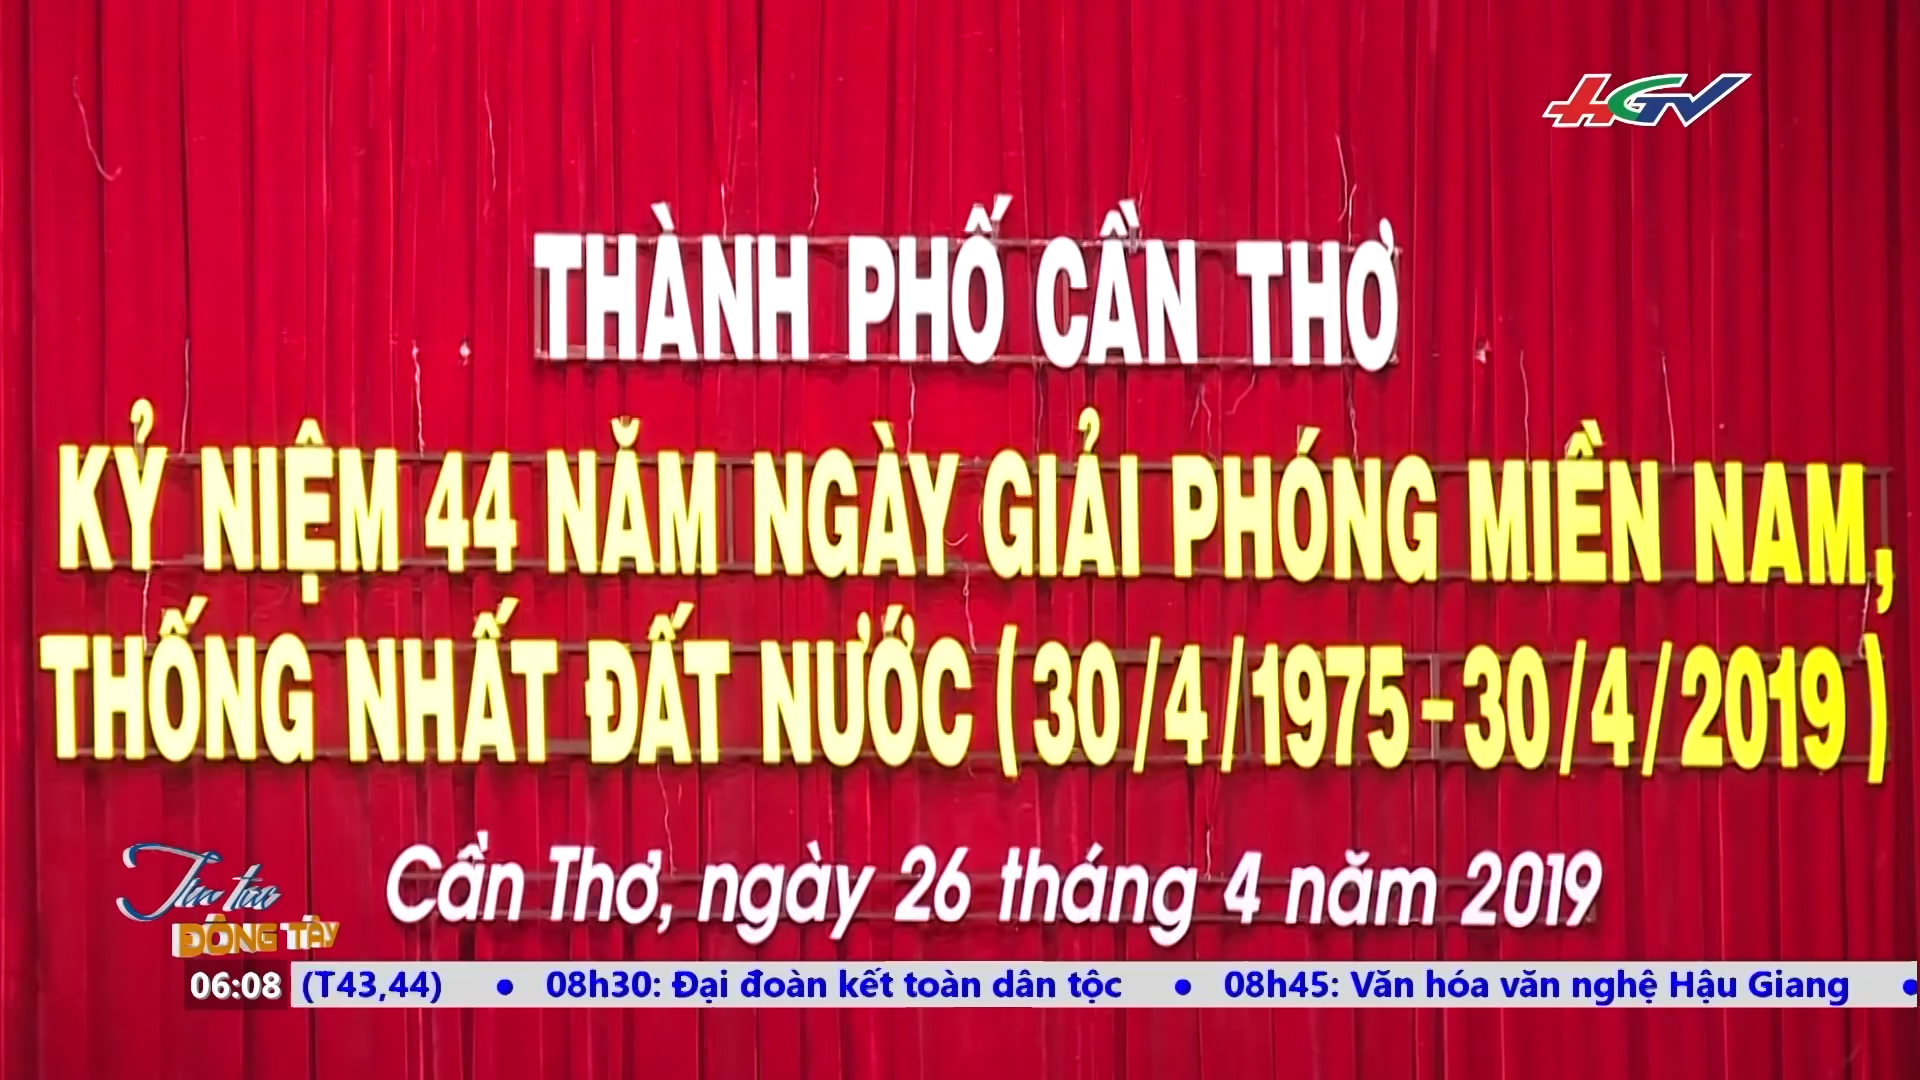 HGV
THÀNH PHỐ CẦN THƠ
KỶ NIỆM 44 NĂM NGÀY GIẢI PHÓNG MIỀN NAM,
THỐNG NHẤT ĐẤT NƯỚC ( 30/4/1975-30/4/2019 )
Cần Thơ, ngày 26 tháng 4 năm 2019
Tin tức
ĐÔNG TÂY
06:08 (T43,44) • 08h30: Đại đoàn kết toàn dân tộc • 08h45: Văn hóa văn nghệ Hậu Giang •